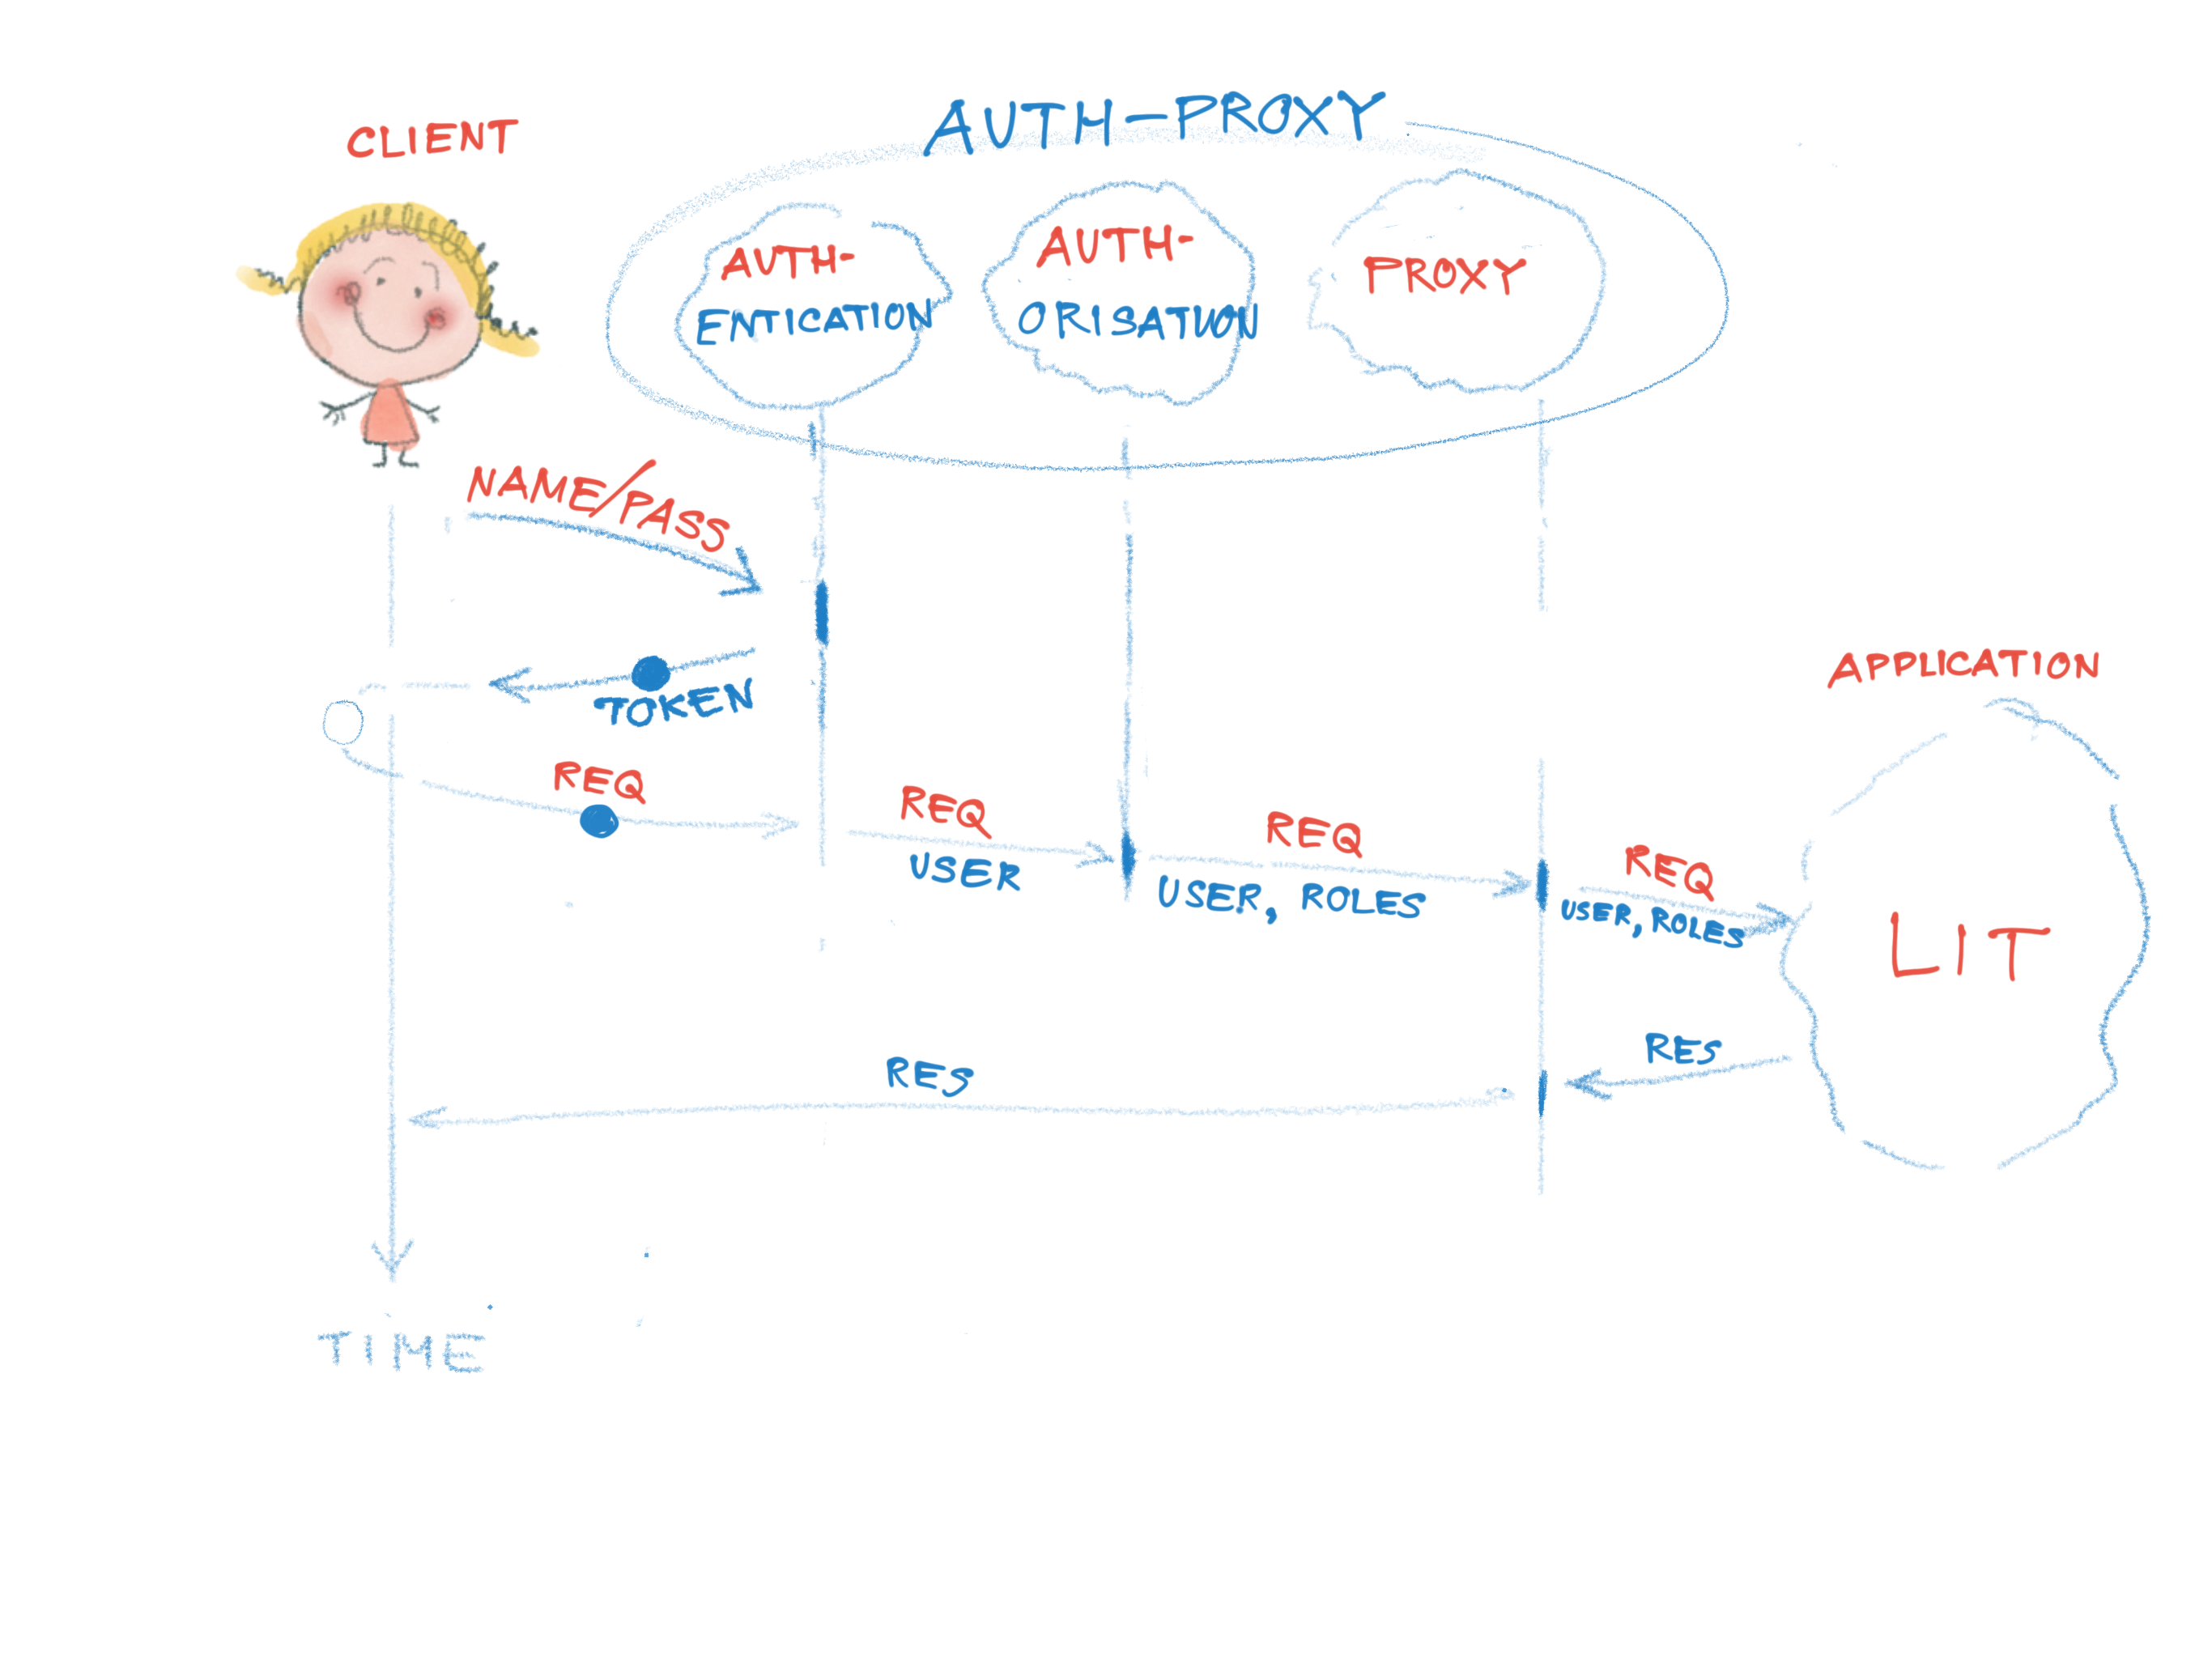 AUTH-PROXY
CLIENT
AUTH-
ENTICATION
AUTH-
ORISATION
PROXY
NAME/PASS
TOKEN
APPLICATION
REQ
REQ
USER
REQ
USER, ROLES
REQ
USER, ROLES
LIT
RES
RES
TIME